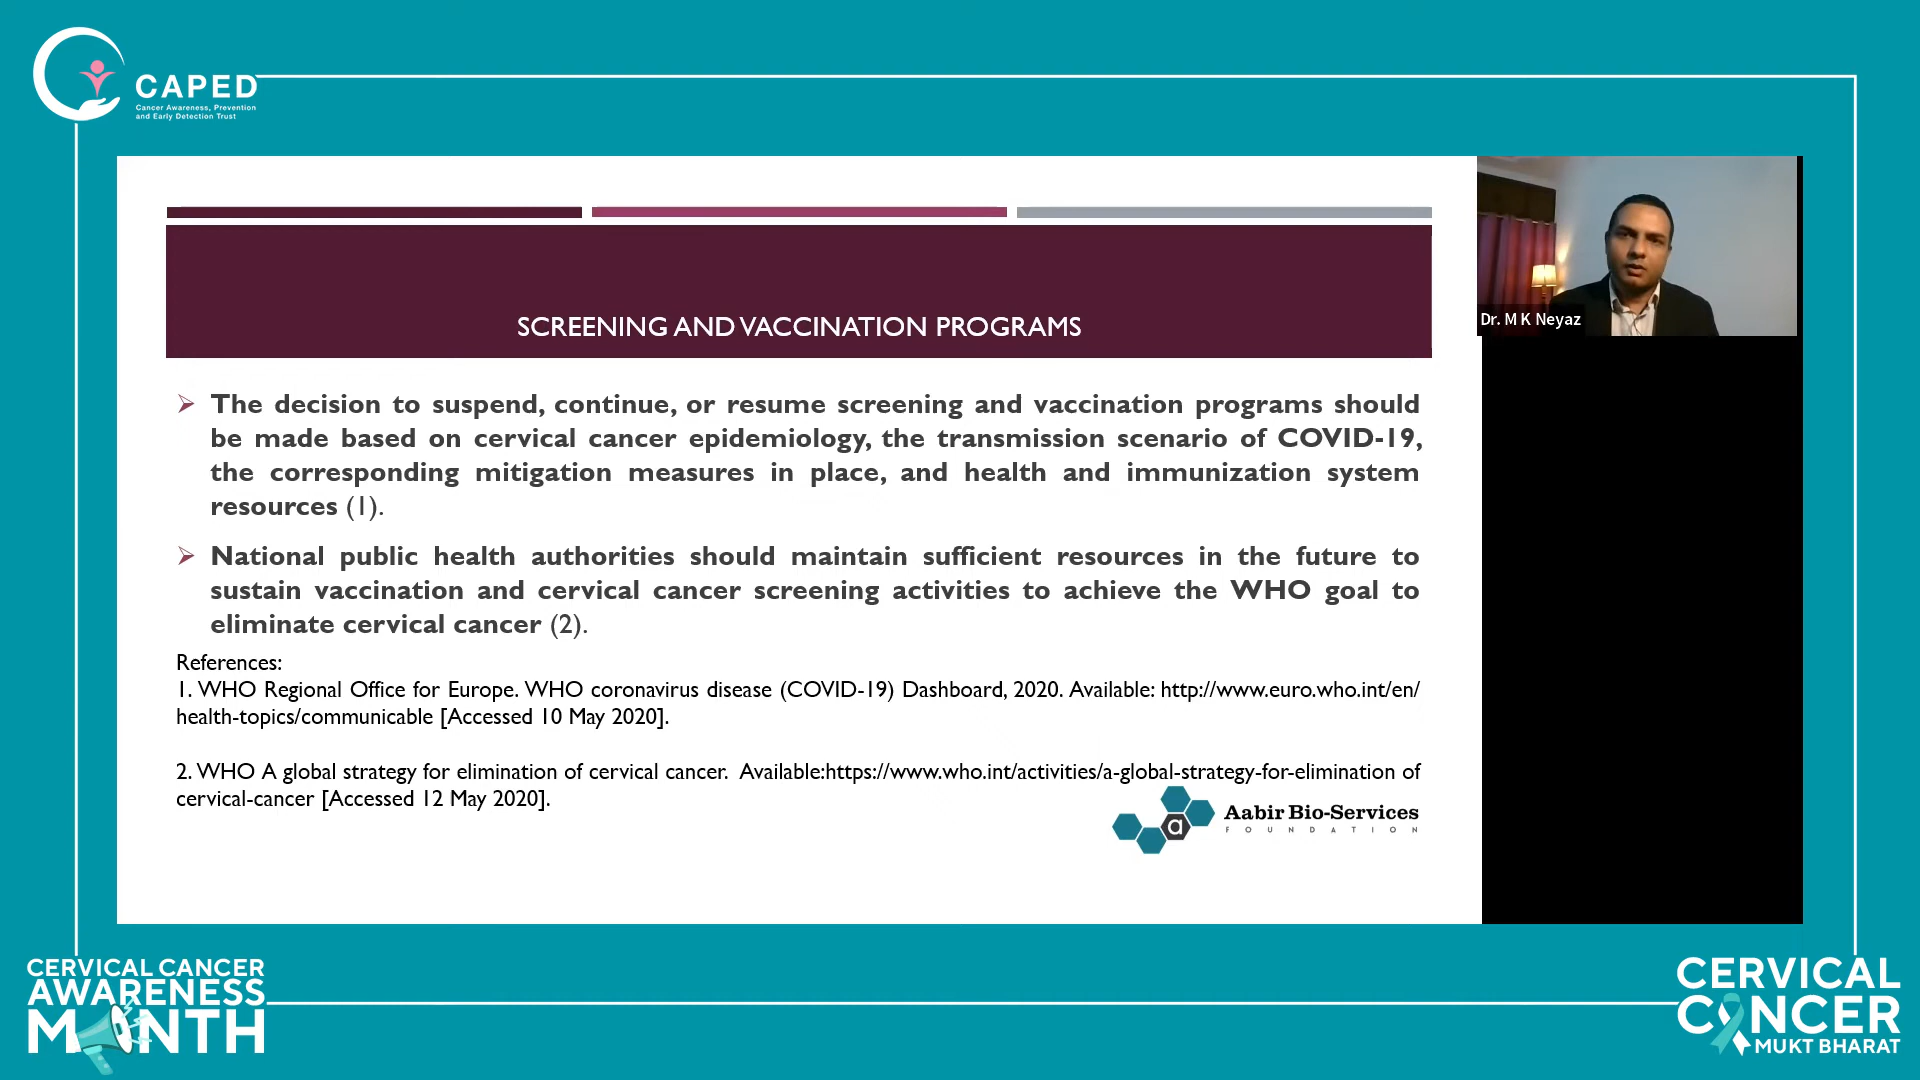 CAPED
Cancer Awareness, Prevention
and Early Detection Trust
SCREENING AND VACCINATION PROGRAMS
Dr. M K Neyaz
The decision to suspend, continue, or resume screening and vaccination programs should
be made based on cervical cancer epidemiology, the transmission scenario of COVID-19,
the corresponding mitigation measures in place, and health and immunization system
resources (1).
National public health authorities should maintain sufficient resources in the future to
sustain vaccination and cervical cancer screening activities to achieve the WHO goal to
eliminate cervical cancer (2).
References:
1. WHO Regional Office for Europe. WHO coronavirus disease (COVID-19) Dashboard, 2020. Available: http://www.euro.who.int/en/
health-topics/communicable [Accessed 10 May 2020].
2. WHO A global strategy for elimination of cervical cancer. Available:https://www.who.int/activities/a-global-strategy-for-elimination of
cervical-cancer [Accessed 12 May 2020].
a
Aabir Bio-Services
FOUNDATION
CERVICAL CANCER
AWARENESS
MONTH
CERVICAL
CANCER
MUKT BHARAT